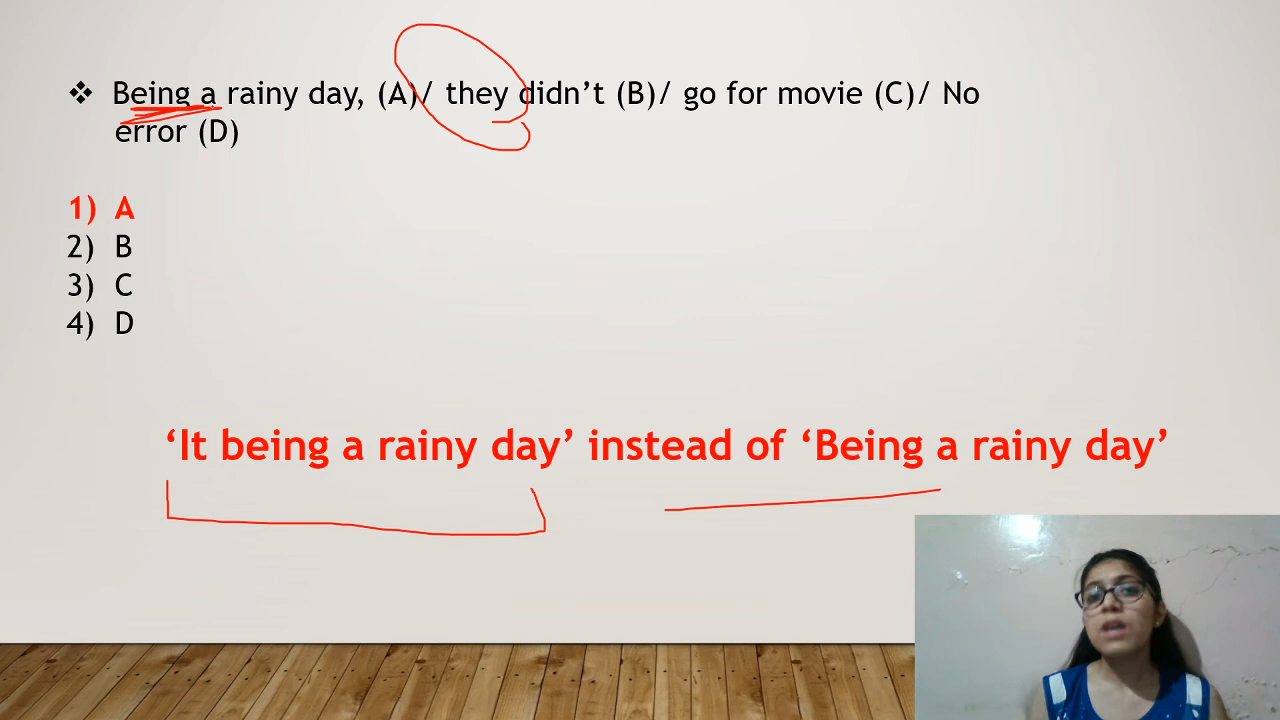 ❖ Being a rainy day, (A)/ they didn’t (B)/ go for movie (C)/ No
error (D)
1) A
2) B
3) C
4) D
‘It being a rainy day’ instead of ‘Being a rainy day’